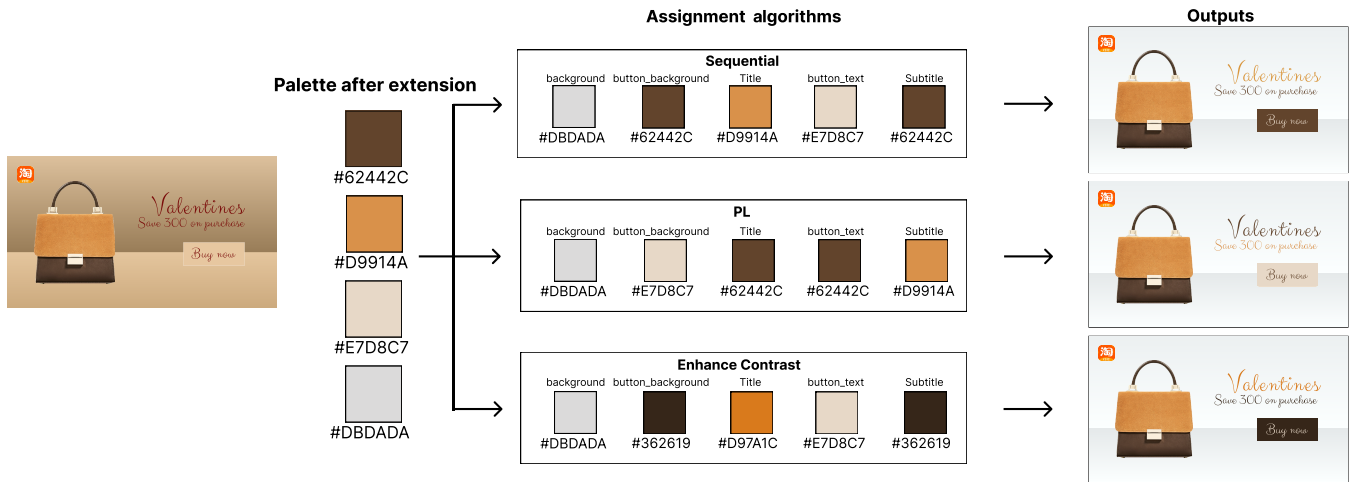 Assignment algorithms
Outputs
Palette after extension
#62442C
#D9914A
#E7D8C7
#DBDADA
淘
Valentines
Save 300 on purchase
Buy now
Sequential
background button_background Title button_text Subtitle
#DBDADA #62442C #D9914A #E7D8C7 #62442C
PL
background button_background Title button_text Subtitle
#DBDADA #E7D8C7 #62442C #62442C #D9914A
Enhance Contrast
background button_background Title button_text Subtitle
#DBDADA #362619 #D97A1C #E7D8C7 #362619
淘
Valentines
Save 300 on purchase
Buy now
淘
Valentines
Save 300 on purchase
Buy now
淘
Valentines
Save 300 on purchase
Buy now